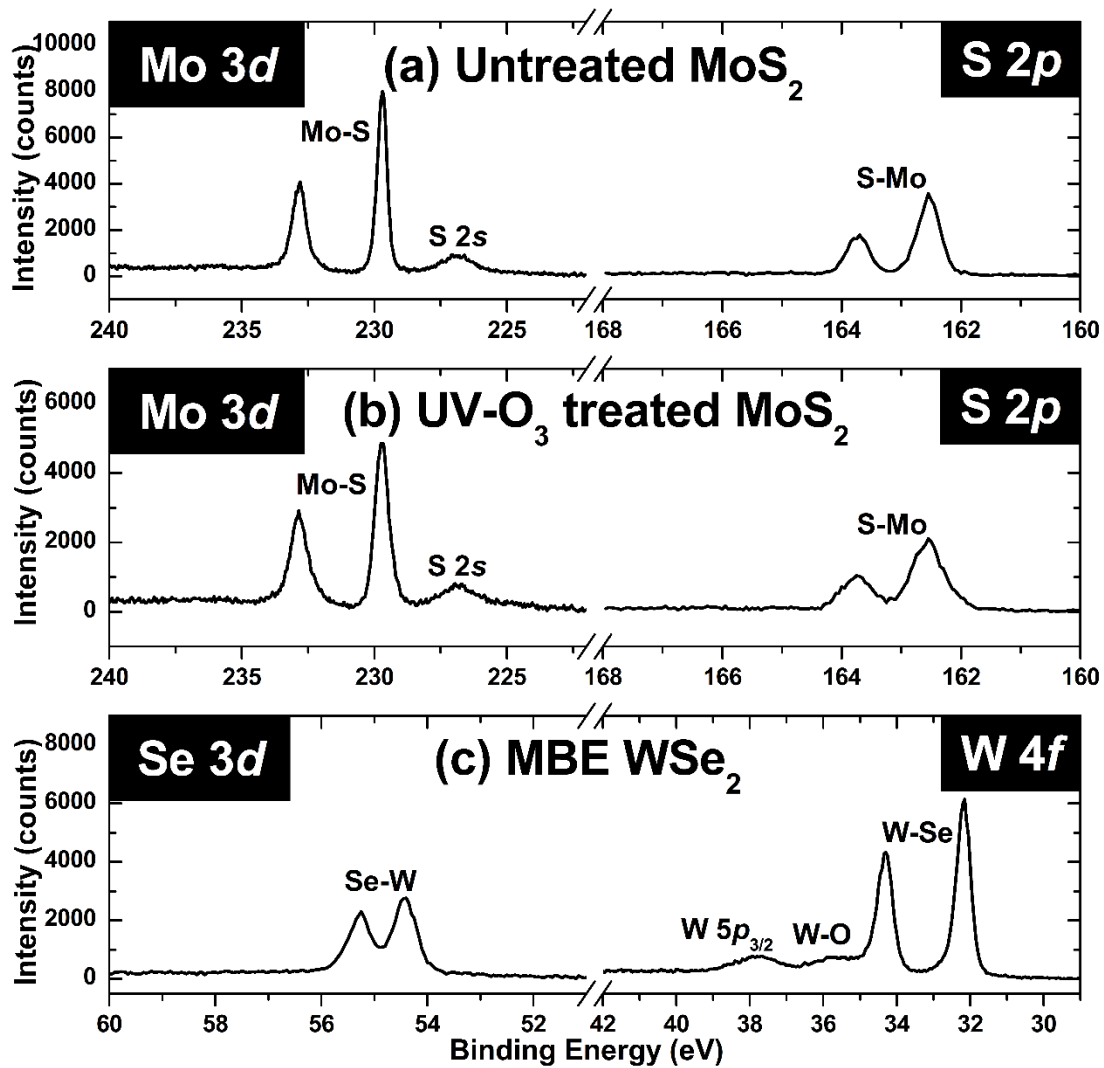 Mo 3d (a) Untreated MoS₂ S 2p
Intensity (counts)
10000
8000
6000
4000
2000
0
Mo-S
S 2s
S-Mo
240 235 230 225 168 166 164 162 160
Mo 3d (b) UV-O₃ treated MoS₂ S 2p
Intensity (counts)
6000
4000
2000
0
Mo-S
S 2s
S-Mo
240 235 230 225 168 166 164 162 160
Se 3d (c) MBE WSe₂ W 4f
Intensity (counts)
8000
6000
4000
2000
0
Se-W
W 5p₃/₂
W-O
W-Se
60 58 56 54 52 42 40 38 36 34 32 30
Binding Energy (eV)